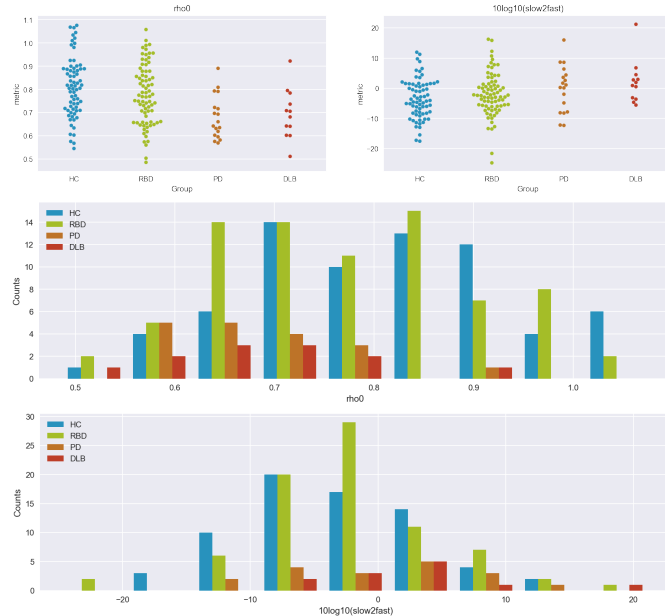 rho0
10log10(slow2fast)
1.1
1.0
0.9
0.8
0.7
0.6
0.5
metric
HC
RBD
PD
DLB
Group
20
10
0
−10
−20
metric
HC
RBD
PD
DLB
Group
HC
RBD
PD
DLB
14
12
10
8
6
4
2
0
Counts
0.5
0.6
0.7
0.8
0.9
1.0
rho0
HC
RBD
PD
DLB
30
25
20
15
10
5
0
Counts
−20
−10
0
10
20
10log10(slow2fast)